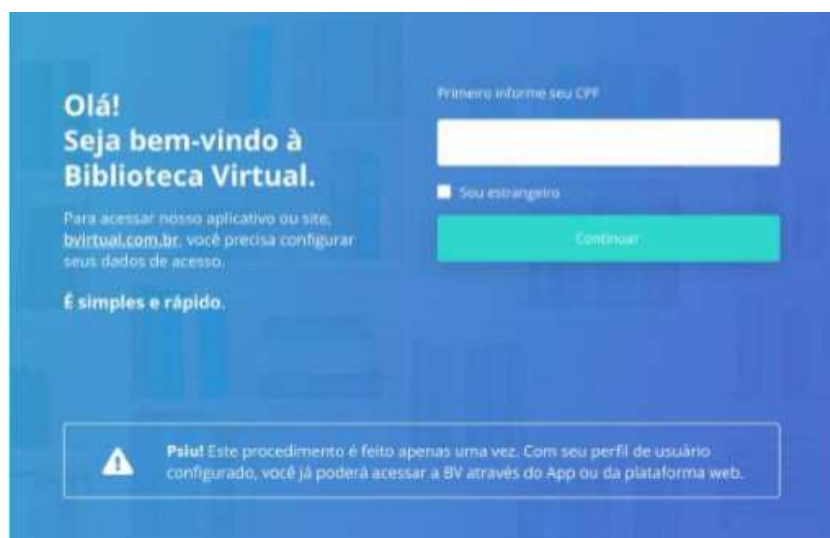 Olá!
Seja bem-vindo à
Biblioteca Virtual.
Para acessar nosso aplicativo ou site,
bvirtual.com.br, você precisa configurar
seus dados de acesso.
É simples e rápido.
Primeiro informe seu CPF
Sou estrangeiro
Continuar
Psiu! Este procedimento é feito apenas uma vez. Com seu perfil de usuário
configurado, você já poderá acessar a BV através do App ou da plataforma web.